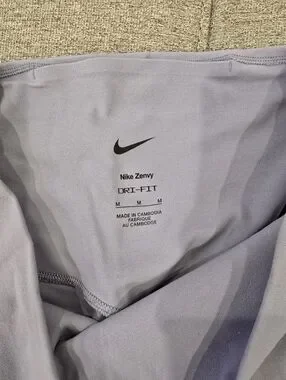 Nike Zenvy
DRI-FIT
M M M
MADE IN CAMBODIA
FABRIQUÉ
AU CAMBODGE